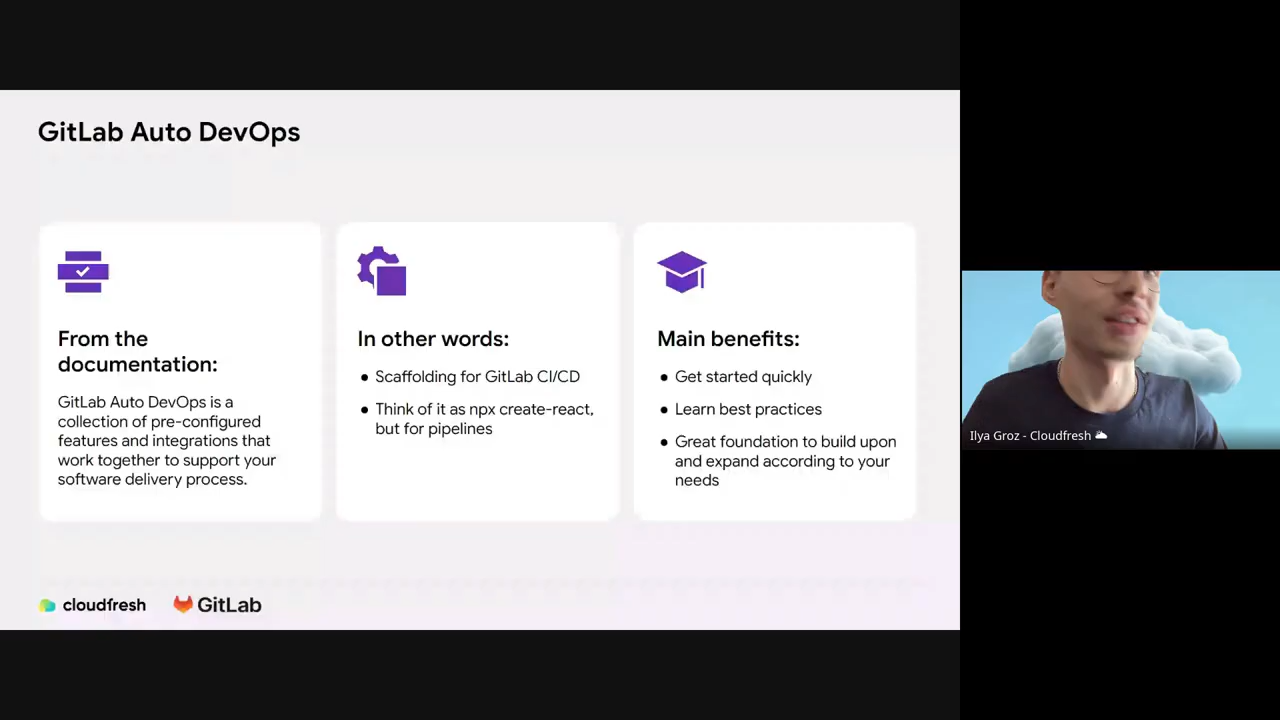 GitLab Auto DevOps
From the
documentation:
GitLab Auto DevOps is a
collection of pre-configured
features and integrations that
work together to support your
software delivery process.
In other words:
● Scaffolding for GitLab CI/CD
● Think of it as npx create-react,
but for pipelines
Main benefits:
● Get started quickly
● Learn best practices
● Great foundation to build upon
and expand according to your
needs
cloudfresh
GitLab
Ilya Groz - Cloudfresh 🌥️